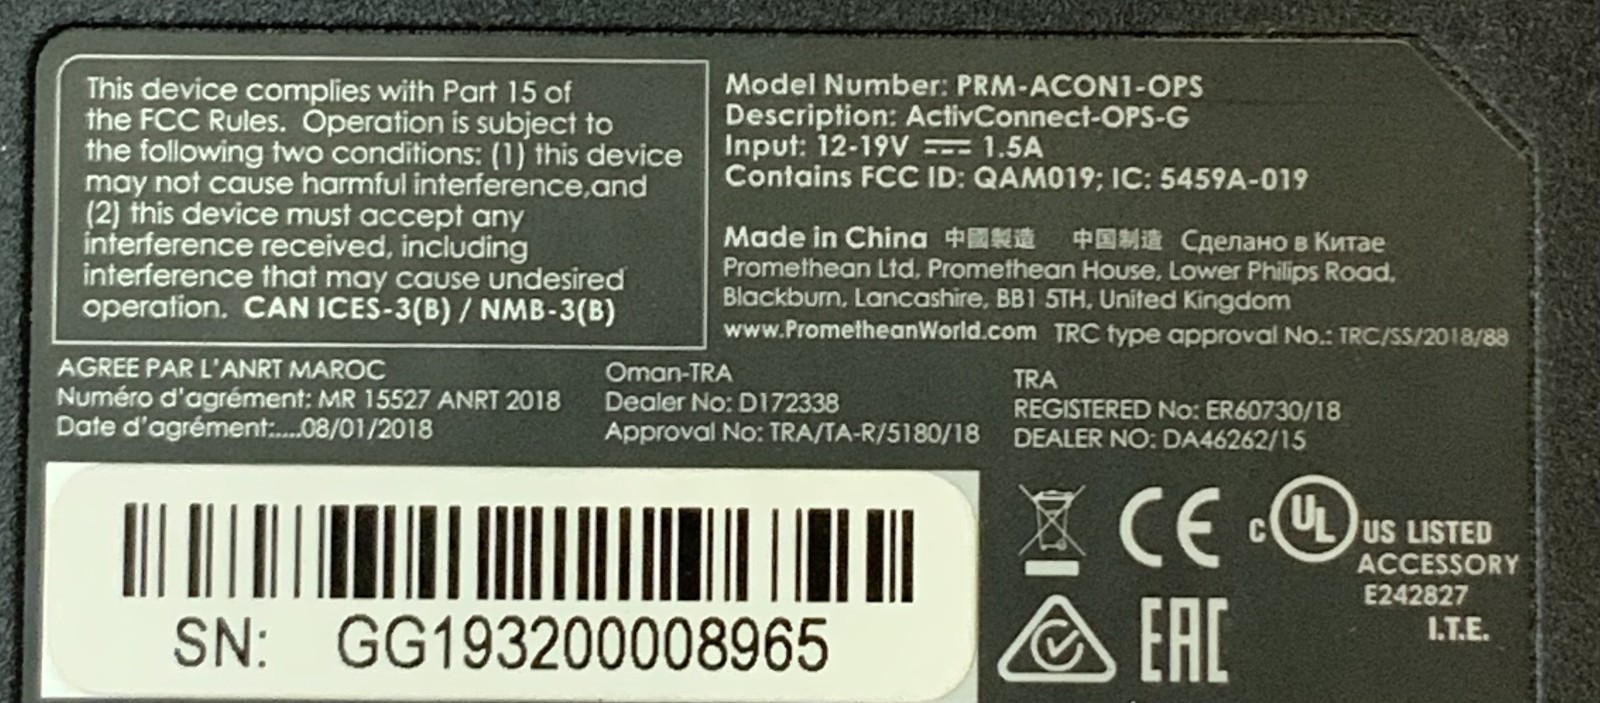 This device complies with Part 15 of
the FCC Rules. Operation is subject to
the following two conditions: (1) this device
may not cause harmful interference,and
(2) this device must accept any
interference received, including
interference that may cause undesired
operation. CAN ICES-3(B) / NMB-3(B)
Model Number: PRM-ACON1-OPS
Description: ActivConnect-OPS-G
Input: 12-19V ⎓ 1.5A
Contains FCC ID: QAM019; IC: 5459A-019
Made in China 中國製造 中国制造 Сделано в Китае
Promethean Ltd, Promethean House, Lower Philips Road,
Blackburn, Lancashire, BB1 5TH, United Kingdom
www.PrometheanWorld.com TRC type approval No.: TRC/SS/2018/88
AGREE PAR L'ANRT MAROC
Numéro d'agrément: MR 15527 ANRT 2018
Date d'agrément:....08/01/2018
Oman-TRA
Dealer No: D172338
Approval No: TRA/TA-R/5180/18
TRA
REGISTERED No: ER60730/18
DEALER NO: DA46262/15
SN: GG193200008965
CE
C UL US LISTED
ACCESSORY
E242827
I.T.E.
EAC